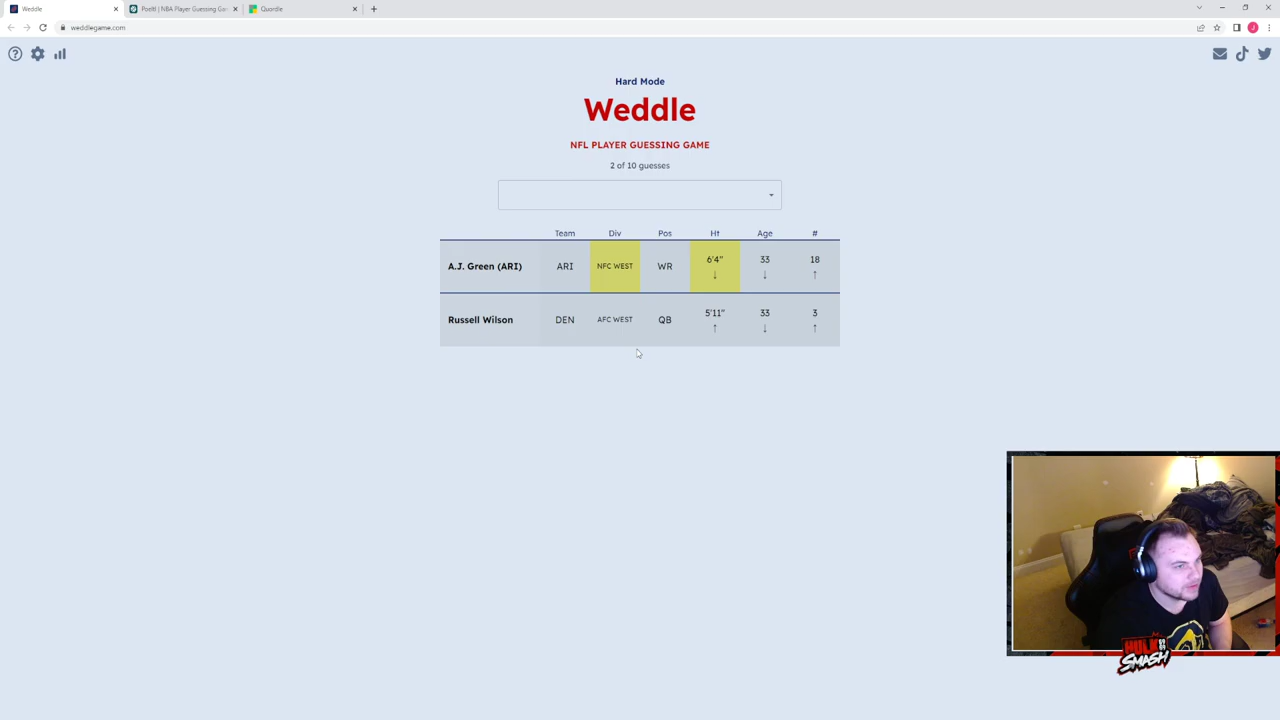 Weddle
Poeltl | NBA Player Guessing Ga
Quordle
weddlegame.com
Hard Mode
Weddle
NFL PLAYER GUESSING GAME
2 of 10 guesses
Team Div Pos Ht Age #
A.J. Green (ARI) ARI NFC WEST WR 6'4" ↓ 33 ↓ 18 ↑
Russell Wilson DEN AFC WEST QB 5'11" ↑ 33 ↓ 3 ↑
J
HULK
SMASH